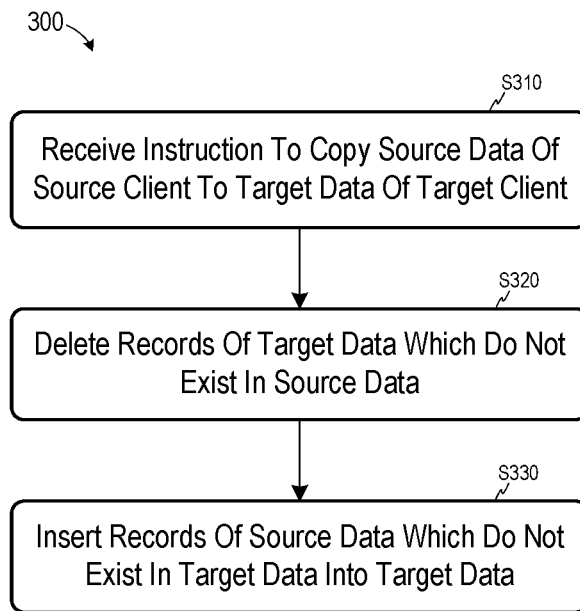 300
S310
Receive Instruction To Copy Source Data Of
Source Client To Target Data Of Target Client
S320
Delete Records Of Target Data Which Do Not
Exist In Source Data
S330
Insert Records Of Source Data Which Do Not
Exist In Target Data Into Target Data